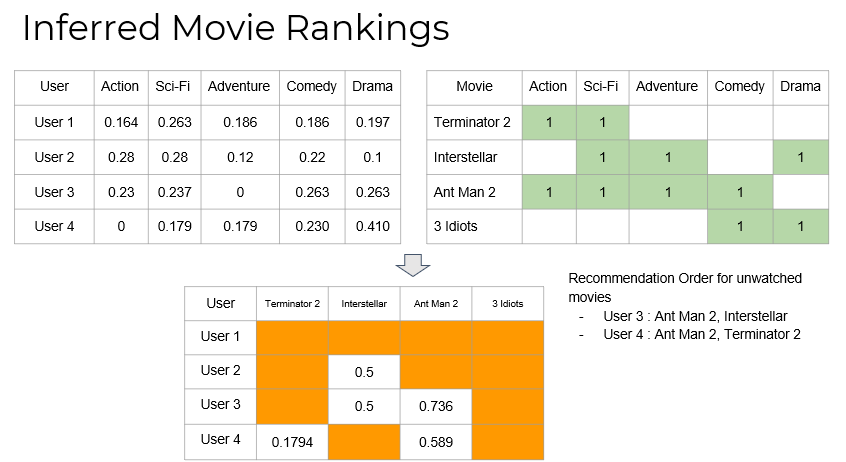 Inferred Movie Rankings
User Action Sci-Fi Adventure Comedy Drama
User 1 0.164 0.263 0.186 0.186 0.197
User 2 0.28 0.28 0.12 0.22 0.1
User 3 0.23 0.237 0 0.263 0.263
User 4 0 0.179 0.179 0.230 0.410
Movie Action Sci-Fi Adventure Comedy Drama
Terminator 2 1 1
Interstellar 1 1 1
Ant Man 2 1 1 1 1
3 Idiots 1 1
User Terminator 2 Interstellar Ant Man 2 3 Idiots
User 1
User 2 0.5
User 3 0.5 0.736
User 4 0.1794 0.589
Recommendation Order for unwatched
movies
- User 3 : Ant Man 2, Interstellar
- User 4 : Ant Man 2, Terminator 2